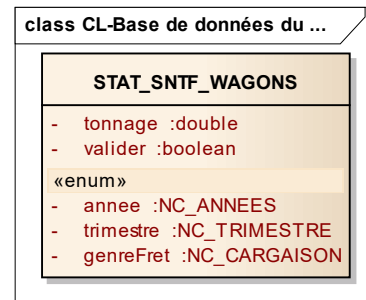 class CL-Base de données du ...
STAT_SNTF_WAGONS
- tonnage :double
- valider :boolean
«enum»
- annee :NC_ANNEES
- trimestre :NC_TRIMESTRE
- genreFret :NC_CARGAISON